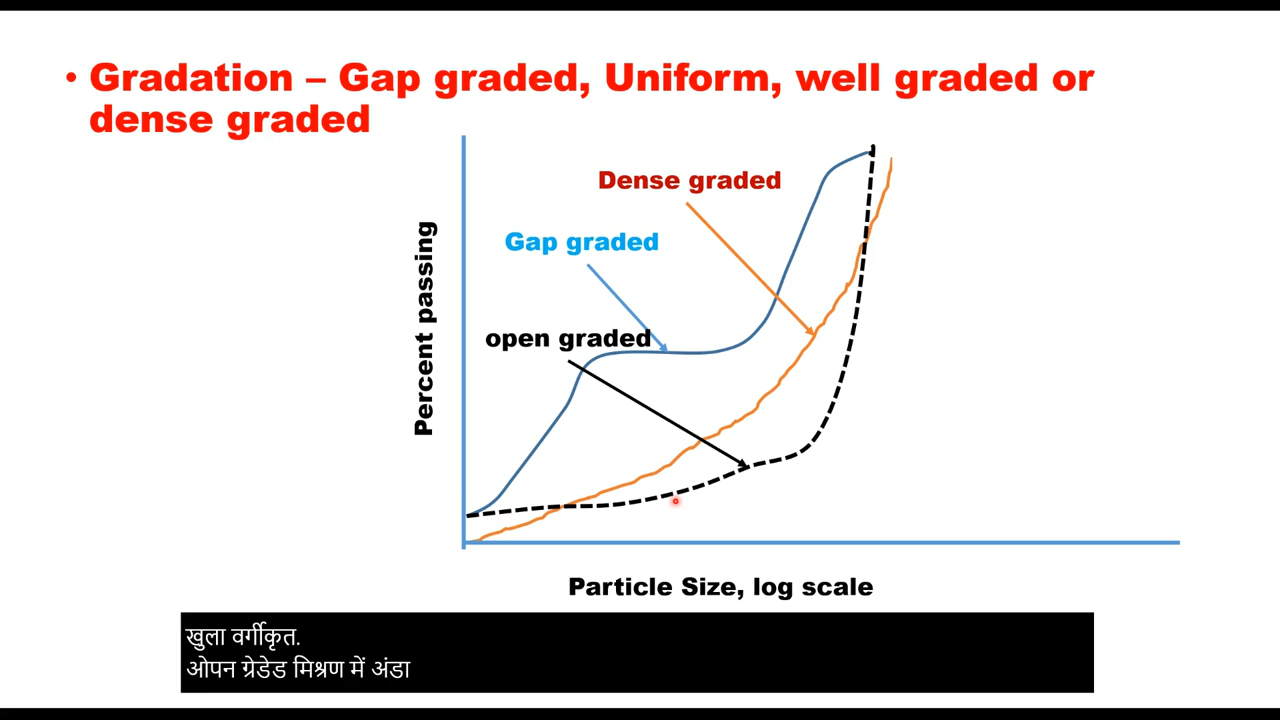 • Gradation – Gap graded, Uniform, well graded or
dense graded
Dense graded
Gap graded
open graded
Percent passing
Particle Size, log scale
खुला वर्गीकृत.
ओपन ग्रेडेड मिश्रण में अंडा